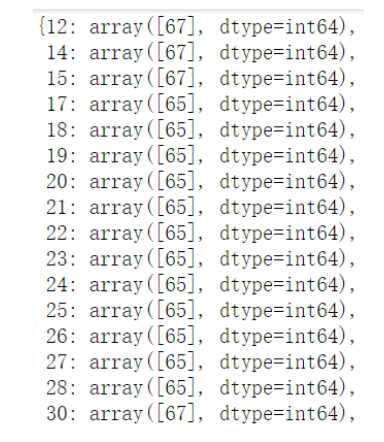 {12: array([67], dtype=int64),
14: array([67], dtype=int64),
15: array([67], dtype=int64),
17: array([65], dtype=int64),
18: array([65], dtype=int64),
19: array([65], dtype=int64),
20: array([65], dtype=int64),
21: array([65], dtype=int64),
22: array([65], dtype=int64),
23: array([65], dtype=int64),
24: array([65], dtype=int64),
25: array([65], dtype=int64),
26: array([65], dtype=int64),
27: array([65], dtype=int64),
28: array([65], dtype=int64),
30: array([67], dtype=int64),